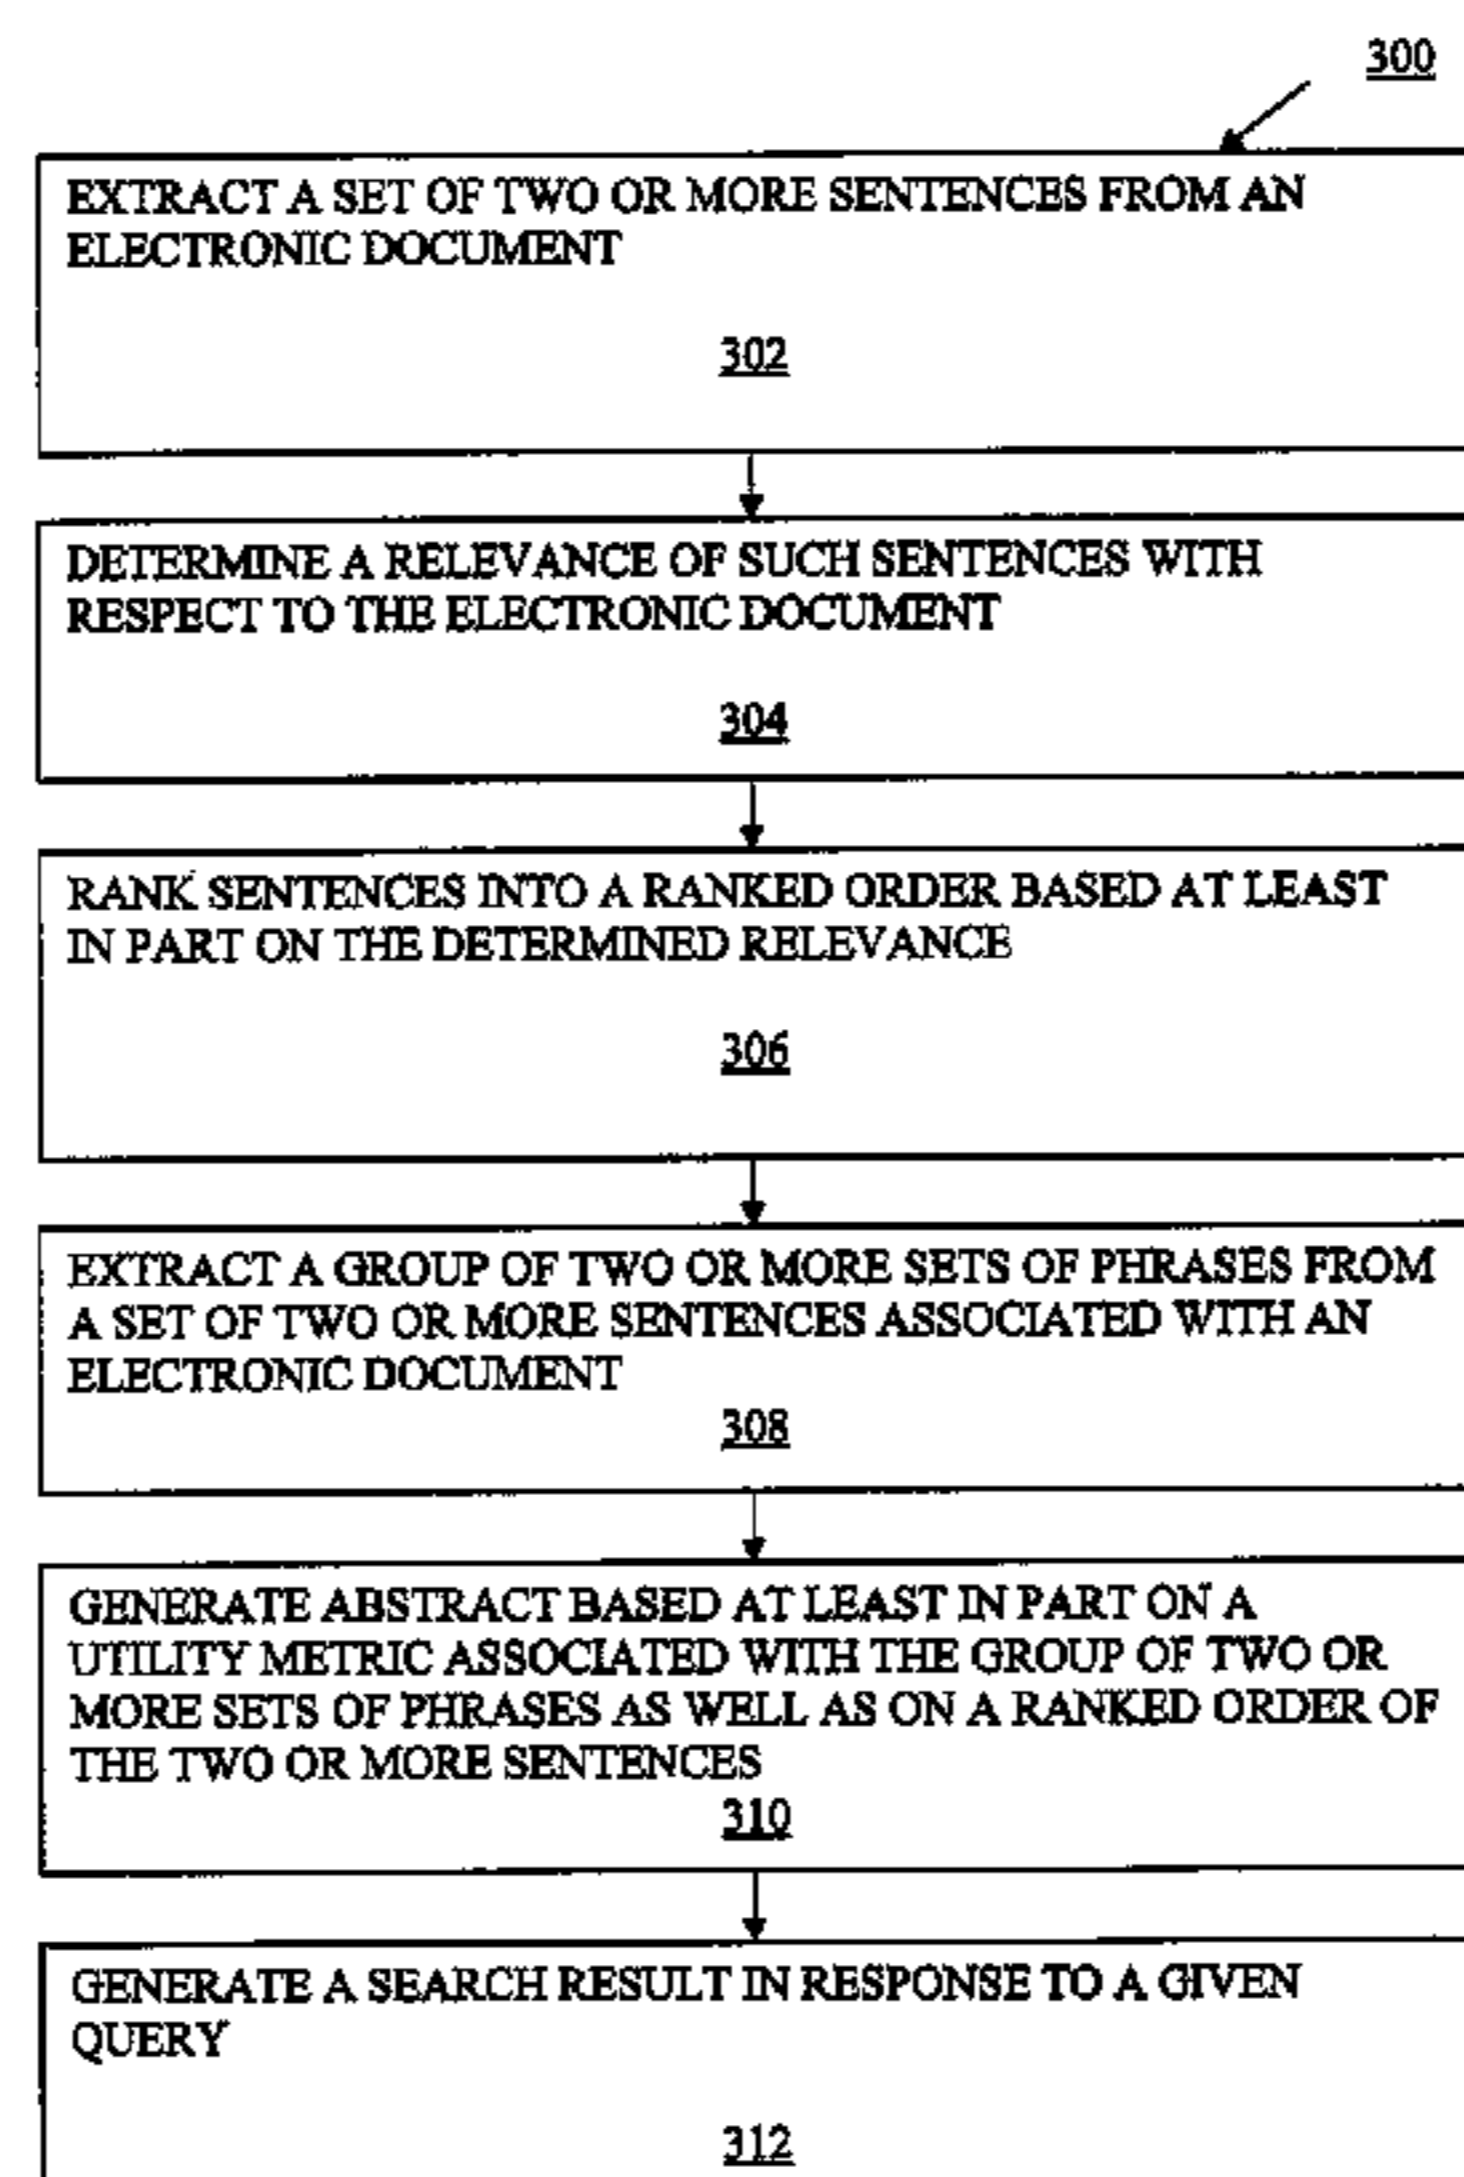 300
EXTRACT A SET OF TWO OR MORE SENTENCES FROM AN
ELECTRONIC DOCUMENT
302
DETERMINE A RELEVANCE OF SUCH SENTENCES WITH
RESPECT TO THE ELECTRONIC DOCUMENT
304
RANK SENTENCES INTO A RANKED ORDER BASED AT LEAST
IN PART ON THE DETERMINED RELEVANCE
306
EXTRACT A GROUP OF TWO OR MORE SETS OF PHRASES FROM
A SET OF TWO OR MORE SENTENCES ASSOCIATED WITH AN
ELECTRONIC DOCUMENT
308
GENERATE ABSTRACT BASED AT LEAST IN PART ON A
UTILITY METRIC ASSOCIATED WITH THE GROUP OF TWO OR
MORE SETS OF PHRASES AS WELL AS ON A RANKED ORDER OF
THE TWO OR MORE SENTENCES
310
GENERATE A SEARCH RESULT IN RESPONSE TO A GIVEN
QUERY
312